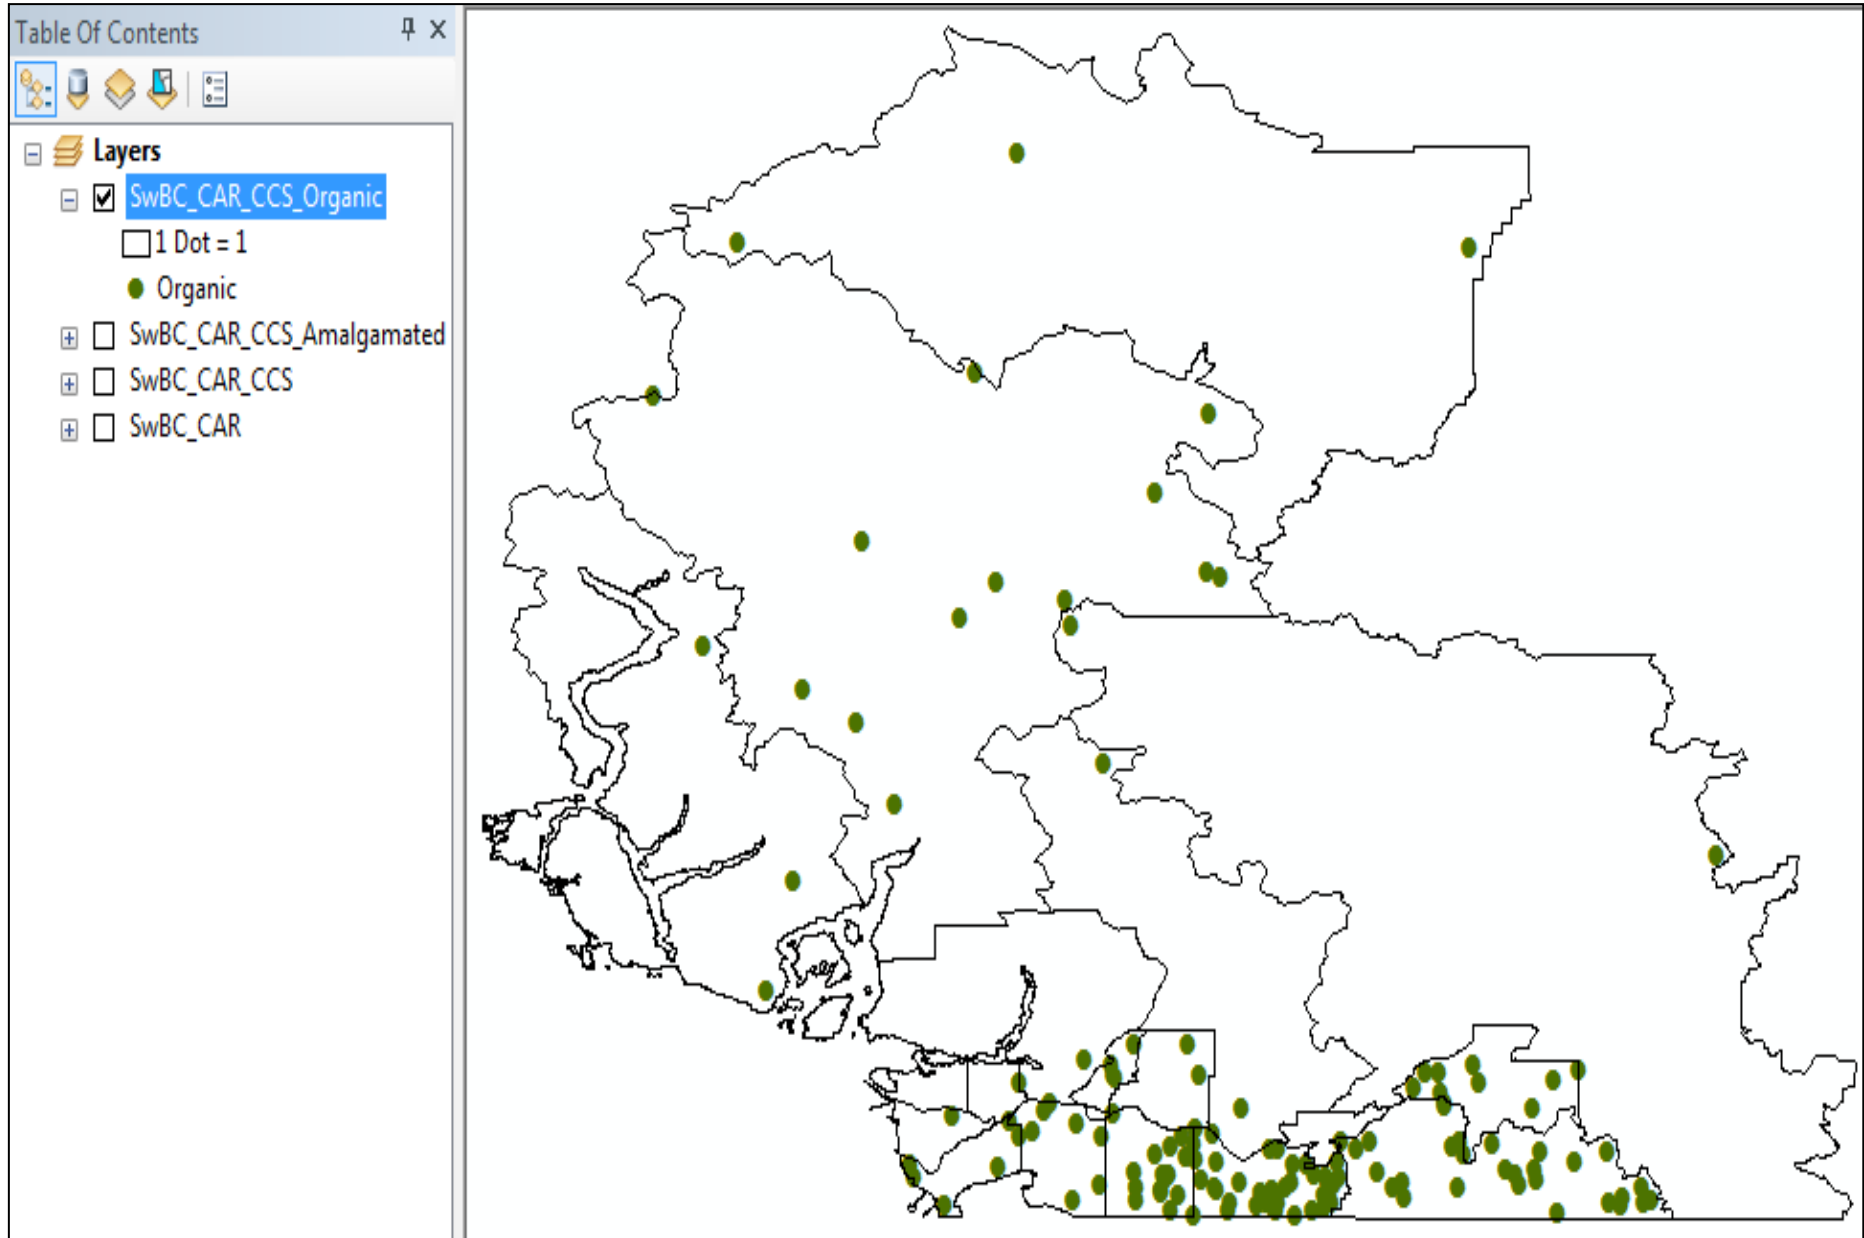 Table Of Contents
Layers
SwBC_CAR_CCS_Organic
1 Dot = 1
Organic
SwBC_CAR_CCS_Amalgamated
SwBC_CAR_CCS
SwBC_CAR